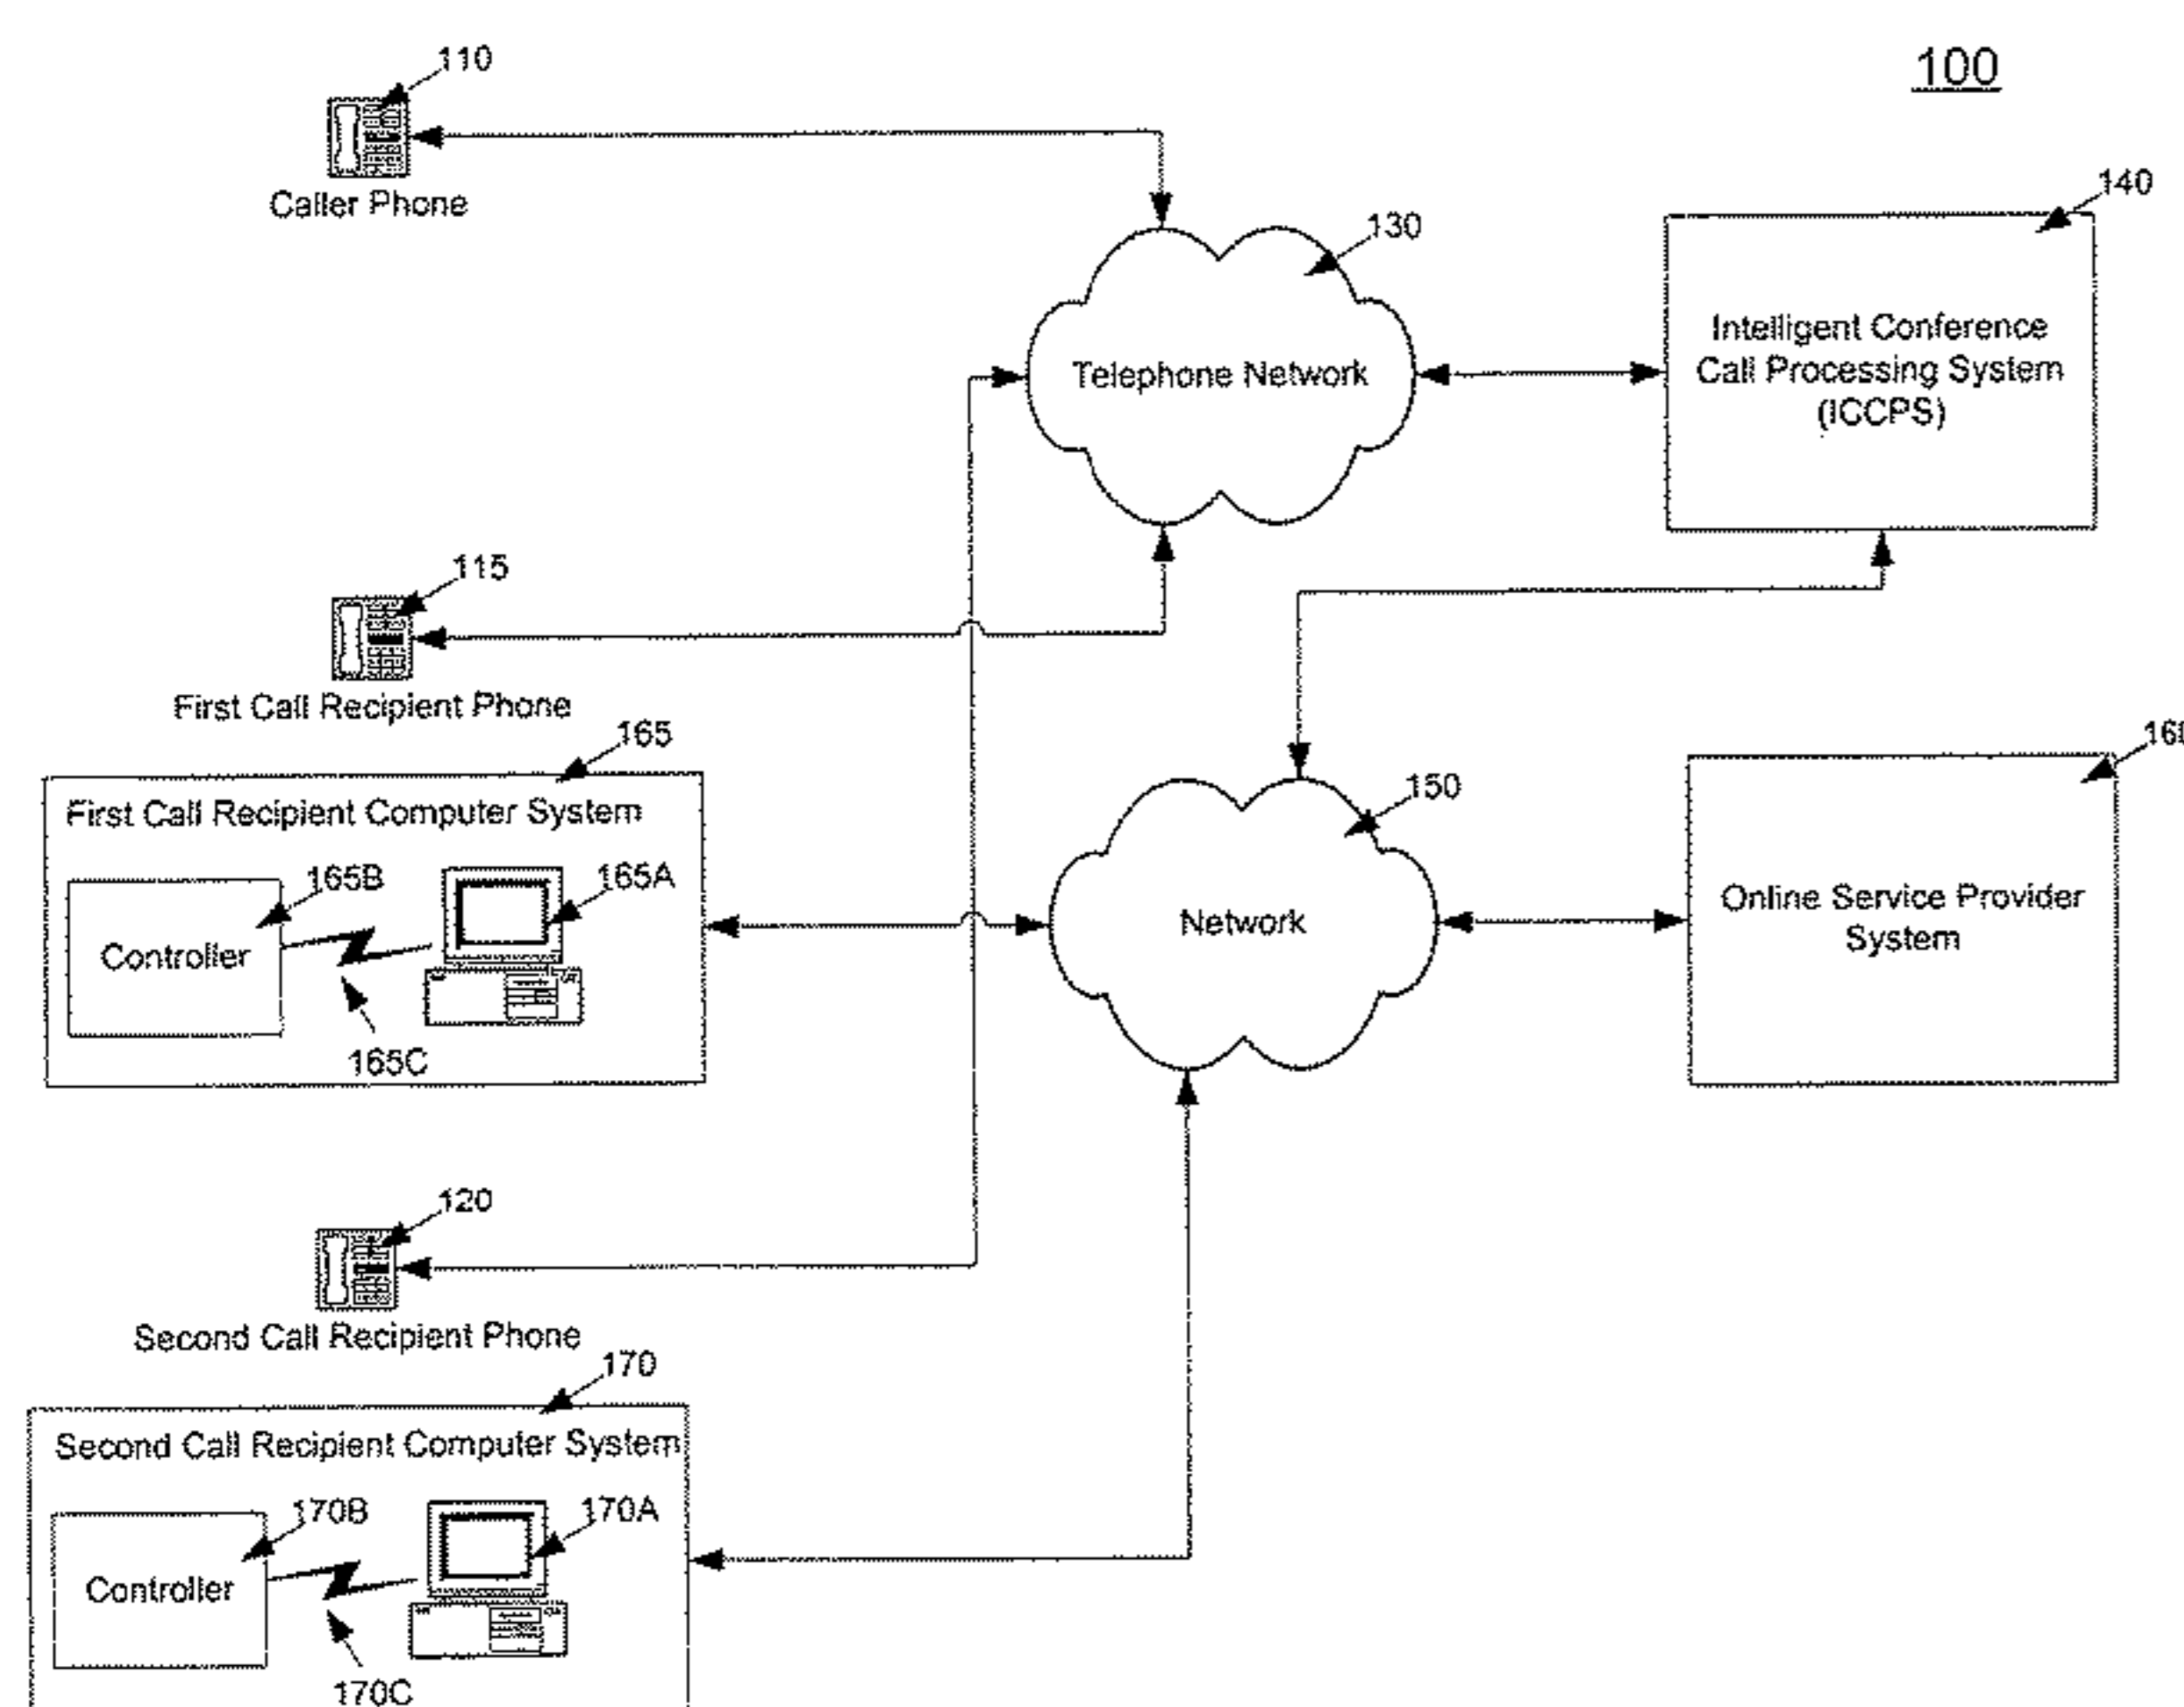 100
110
Caller Phone
130
140
Telephone Network
Intelligent Conference
Call Processing System
(ICCPS)
115
First Call Recipient Phone
165
First Call Recipient Computer System
165B
165A
Controller
165C
150
Network
160
Online Service Provider
System
120
Second Call Recipient Phone
170
Second Call Recipient Computer System
170B
170A
Controller
170C